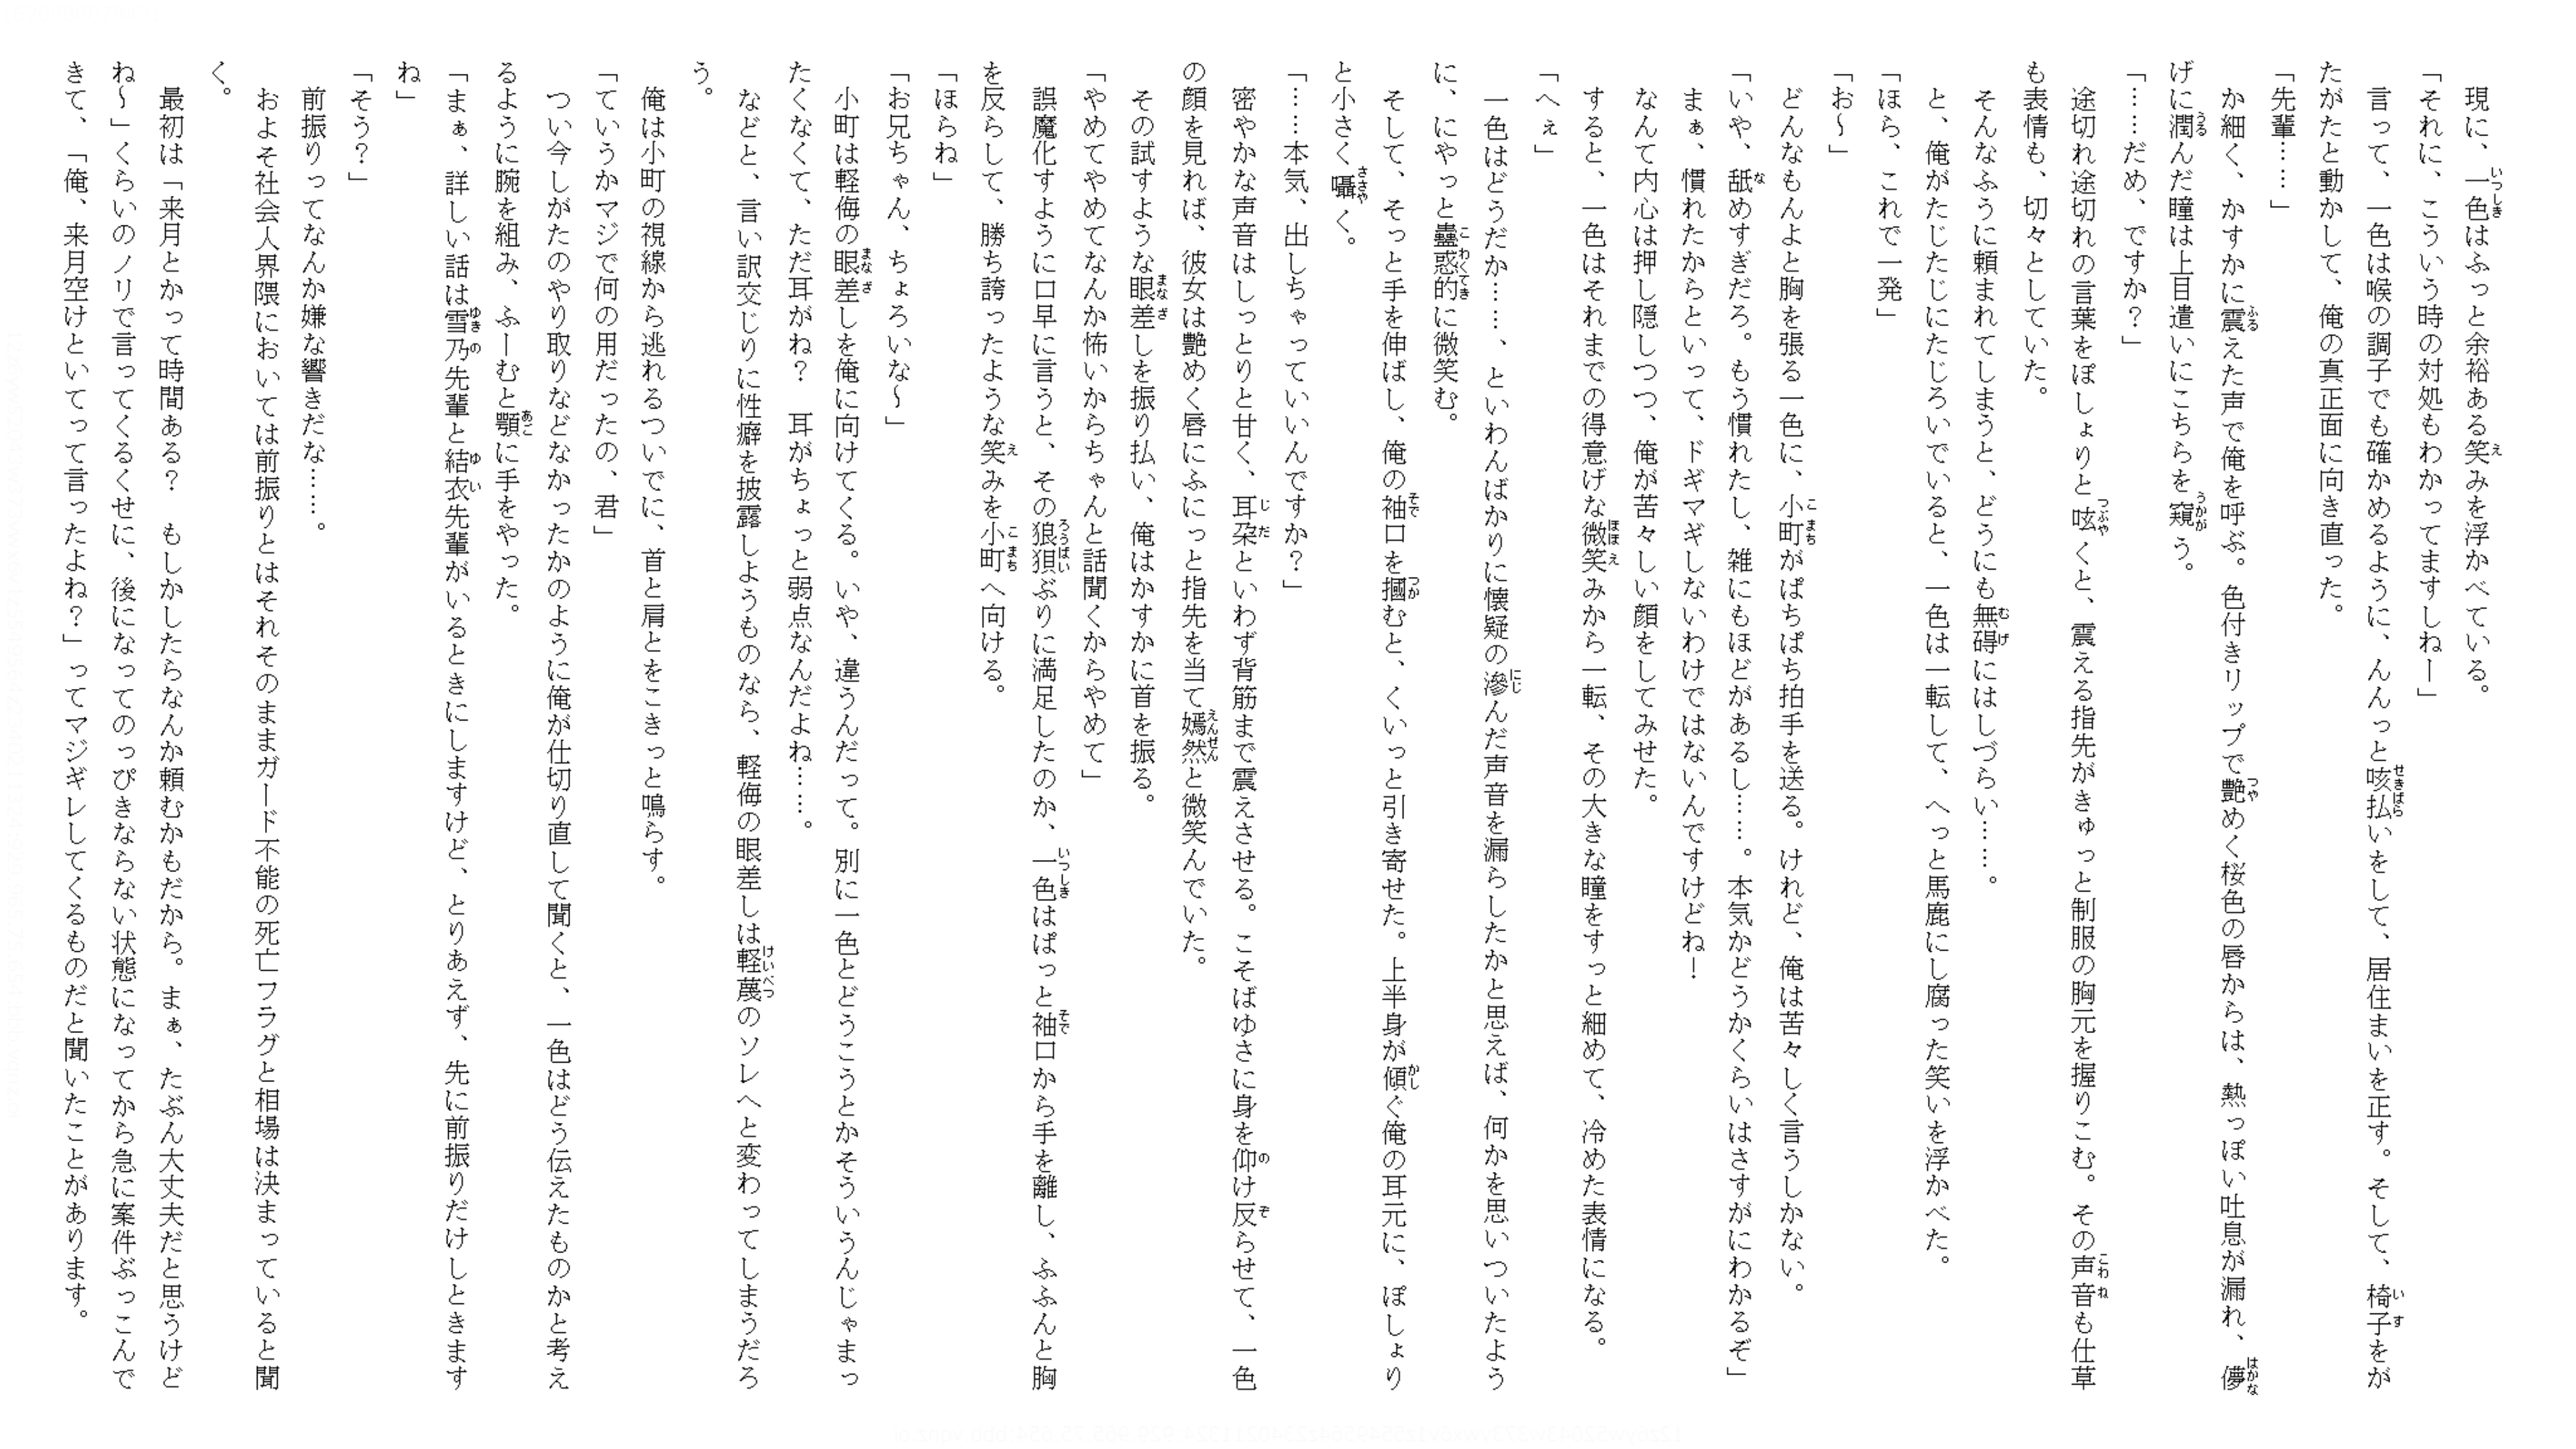 現に、一色はふっと余裕ある笑みを浮かべている。
「それに、こういう時の対処もわかってますしねー」
言って、一色は喉の調子でも確かめるように、んんっと咳払いをして、居住まいを正す。そして、椅子をが
たがたと動かして、俺の真正面に向き直った。
「先輩……」
か細く、かすかに震えた声で俺を呼ぶ。色付きリップで艶めく桜色の唇からは、熱っぽい吐息が漏れ、儚
げに潤んだ瞳は上目遣いにこちらを窺う。
「……だめ、ですか？」
途切れ途切れの言葉をぽしょりと呟くと、震える指先がきゅっと制服の胸元を握りこむ。その声音も仕草
も表情も、切々としていた。
そんなふうに頼まれてしまうと、どうにも無碍にはしづらい……。
と、俺がたじたじにたじろいでいると、一色は一転して、へっと馬鹿にし腐った笑いを浮かべた。
「ほら、これで一発」
「お〜」
どんなもんよと胸を張る一色に、小町がぱちぱち拍手を送る。けれど、俺は苦々しく言うしかない。
「いや、舐めすぎだろ。もう慣れたし、雑にもほどがあるし……。本気かどうかくらいはさすがにわかるぞ」
まぁ、慣れたからといって、ドギマギしないわけではないんですけどね！
なんて内心は押し隠しつつ、俺が苦々しい顔をしてみせた。
すると、一色はそれまでの得意げな微笑みから一転、その大きな瞳をすっと細めて、冷めた表情になる。
「へぇ」
一色はどうだか……、といわんばかりに懐疑の滲んだ声音を漏らしたかと思えば、何かを思いついたよう
に、にやっと蠱惑的に微笑む。
そして、そっと手を伸ばし、俺の袖口を摑むと、くいっと引き寄せた。上半身が傾ぐ俺の耳元に、ぽしょり
と小さく囁く。
「……本気、出しちゃっていいんですか？」
密やかな声音はしっとりと甘く、耳朶といわず背筋まで震えさせる。こそばゆさに身を仰け反らせて、一色
の顔を見れば、彼女は艶めく唇にふにっと指先を当て嫣然と微笑んでいた。
その試すような眼差しを振り払い、俺はかすかに首を振る。
「やめてやめてなんか怖いからちゃんと話聞くからやめて」
誤魔化すように口早に言うと、その狼狽ぶりに満足したのか、一色はぱっと袖口から手を離し、ふふんと胸
を反らして、勝ち誇ったような笑みを小町へ向ける。
「ほらね」
「お兄ちゃん、ちょろいな〜」
小町は軽侮の眼差しを俺に向けてくる。いや、違うんだって。別に一色とどうこうとかそういうんじゃまっ
たくなくて、ただ耳がね？　耳がちょっと弱点なんだよね……。
などと、言い訳交じりに性癖を披露しようものなら、軽侮の眼差しは軽蔑のソレへと変わってしまうだろ
う。
俺は小町の視線から逃れるついでに、首と肩とをこきっと鳴らす。
「ていうかマジで何の用だったの、君」
つい今しがたのやり取りなどなかったかのように俺が仕切り直して聞くと、一色はどう伝えたものかと考え
るように腕を組み、ふーむと顎に手をやった。
「まぁ、詳しい話は雪乃先輩と結衣先輩がいるときにしますけど、とりあえず、先に前振りだけしときます
ね」
「そう？」
前振りってなんか嫌な響きだな……。
およそ社会人界隈においては前振りとはそれそのままガード不能の死亡フラグと相場は決まっていると聞
く。
最初は「来月とかって時間ある？　もしかしたらなんか頼むかもだから。まぁ、たぶん大丈夫だと思うけど
ね〜」くらいのノリで言ってくるくせに、後になってのっぴきならない状態になってから急に案件ぶっこんで
きて、「俺、来月空けといてって言ったよね？」ってマジギレしてくるものだと聞いたことがあります。